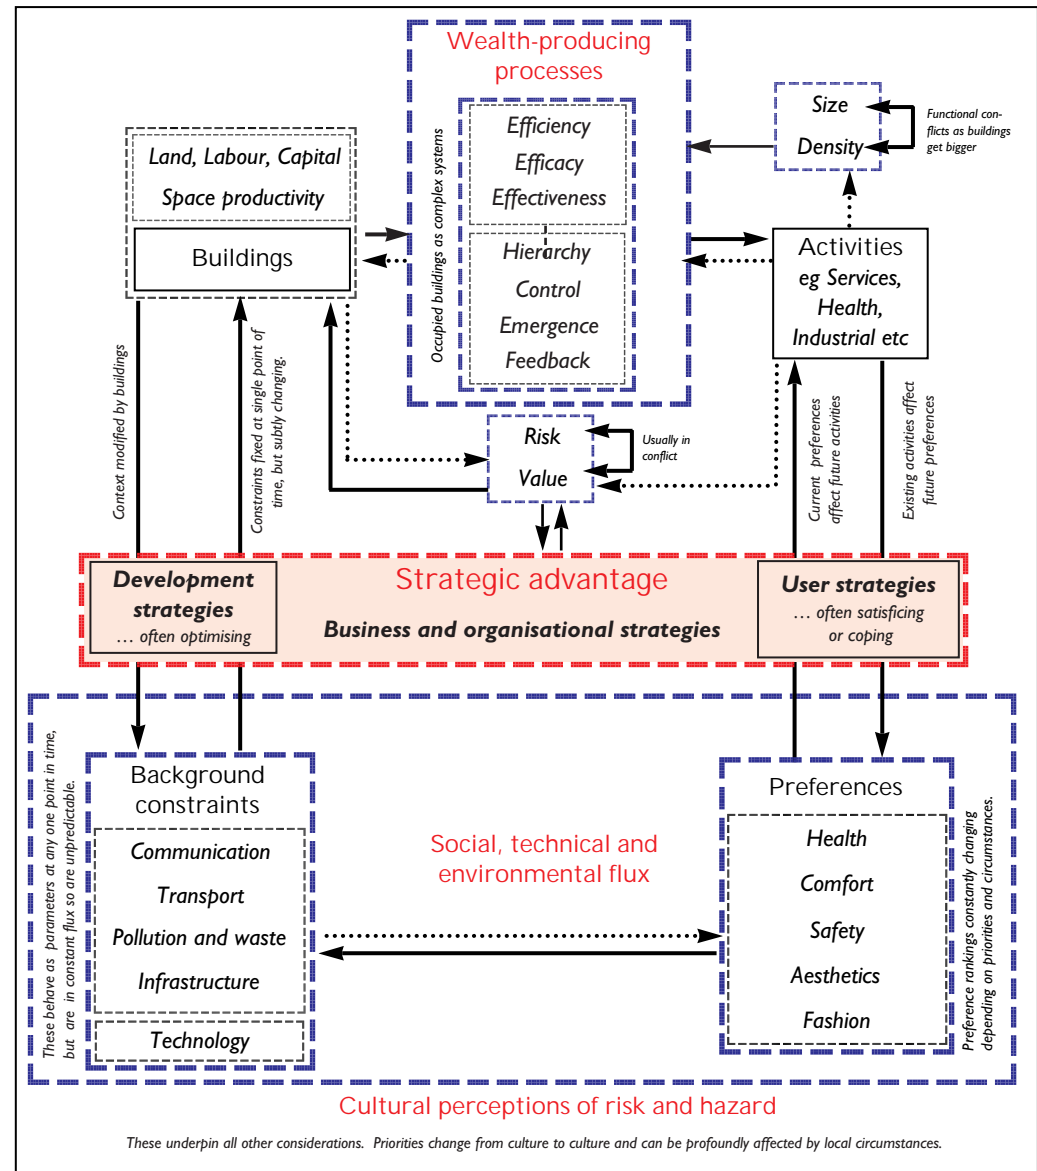 Wealth-producing
processes
Efficiency
Efficacy
Effectiveness
Hierarchy
Control
Emergence
Feedback
Occupied buildings as complex systems
Size
Density
Functional con-
flicts as buildings
get bigger
Land, Labour, Capital
Space productivity
Buildings
Activities
eg Services,
Health,
Industrial etc
Context modified by buildings
Constraints fixed at single point of
time, but subtly changing.
Risk
Value
Usually in
conflict
Current preferences
affect future activities
Existing activities affect
future preferences
Development
strategies
… often optimising
Strategic advantage
Business and organisational strategies
User strategies
… often satisficing
or coping
These behave as parameters at any one point in time,
but are in constant flux so are unpredictable.
Background
constraints
Communication
Transport
Pollution and waste
Infrastructure
Technology
Social, technical and
environmental flux
Preferences
Health
Comfort
Safety
Aesthetics
Fashion
Preference rankings constantly changing
depending on priorities and circumstances.
Cultural perceptions of risk and hazard
These underpin all other considerations. Priorities change from culture to culture and can be profoundly affected by local circumstances.